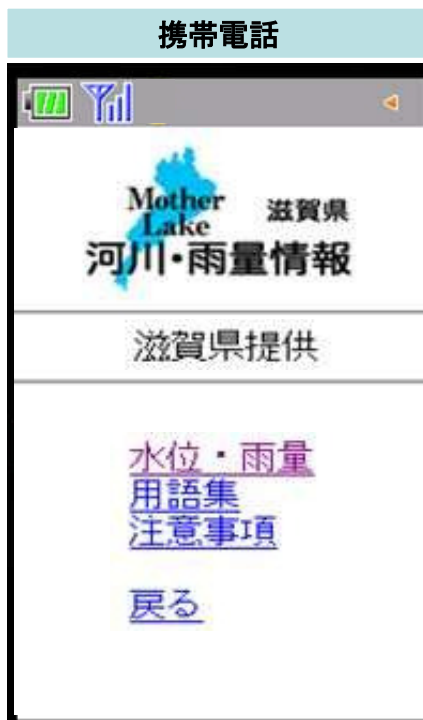 携帯電話
Mother
Lake
滋賀県
河川・雨量情報
滋賀県提供
水位・雨量
用語集
注意事項
戻る